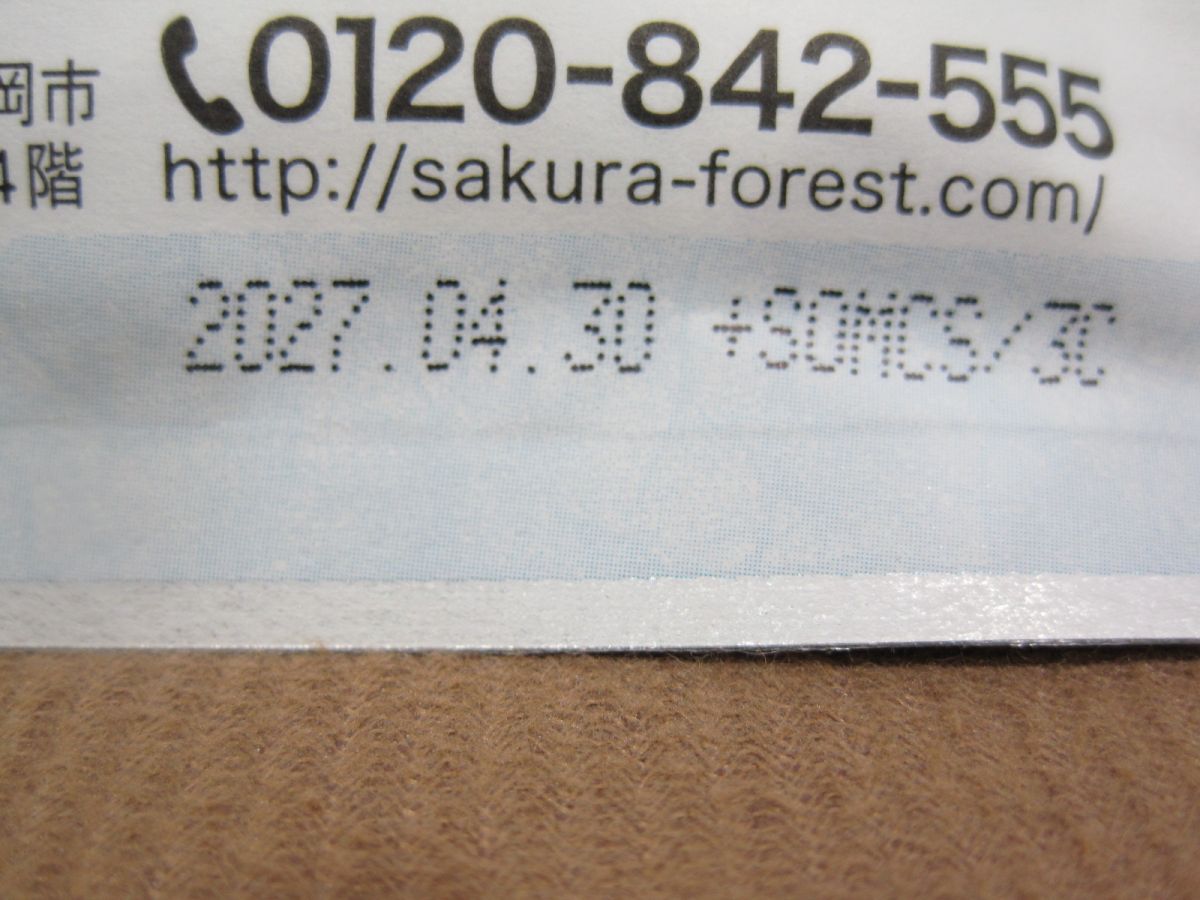 岡市
4階
0120-842-555
http://sakura-forest.com/
2027.04.30 +SOMCS/3C